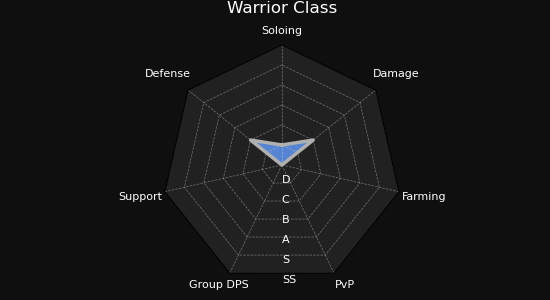 Warrior Class
Soloing
Defense
Damage
Support
Farming
D
C
B
A
S
SS
Group DPS
PvP